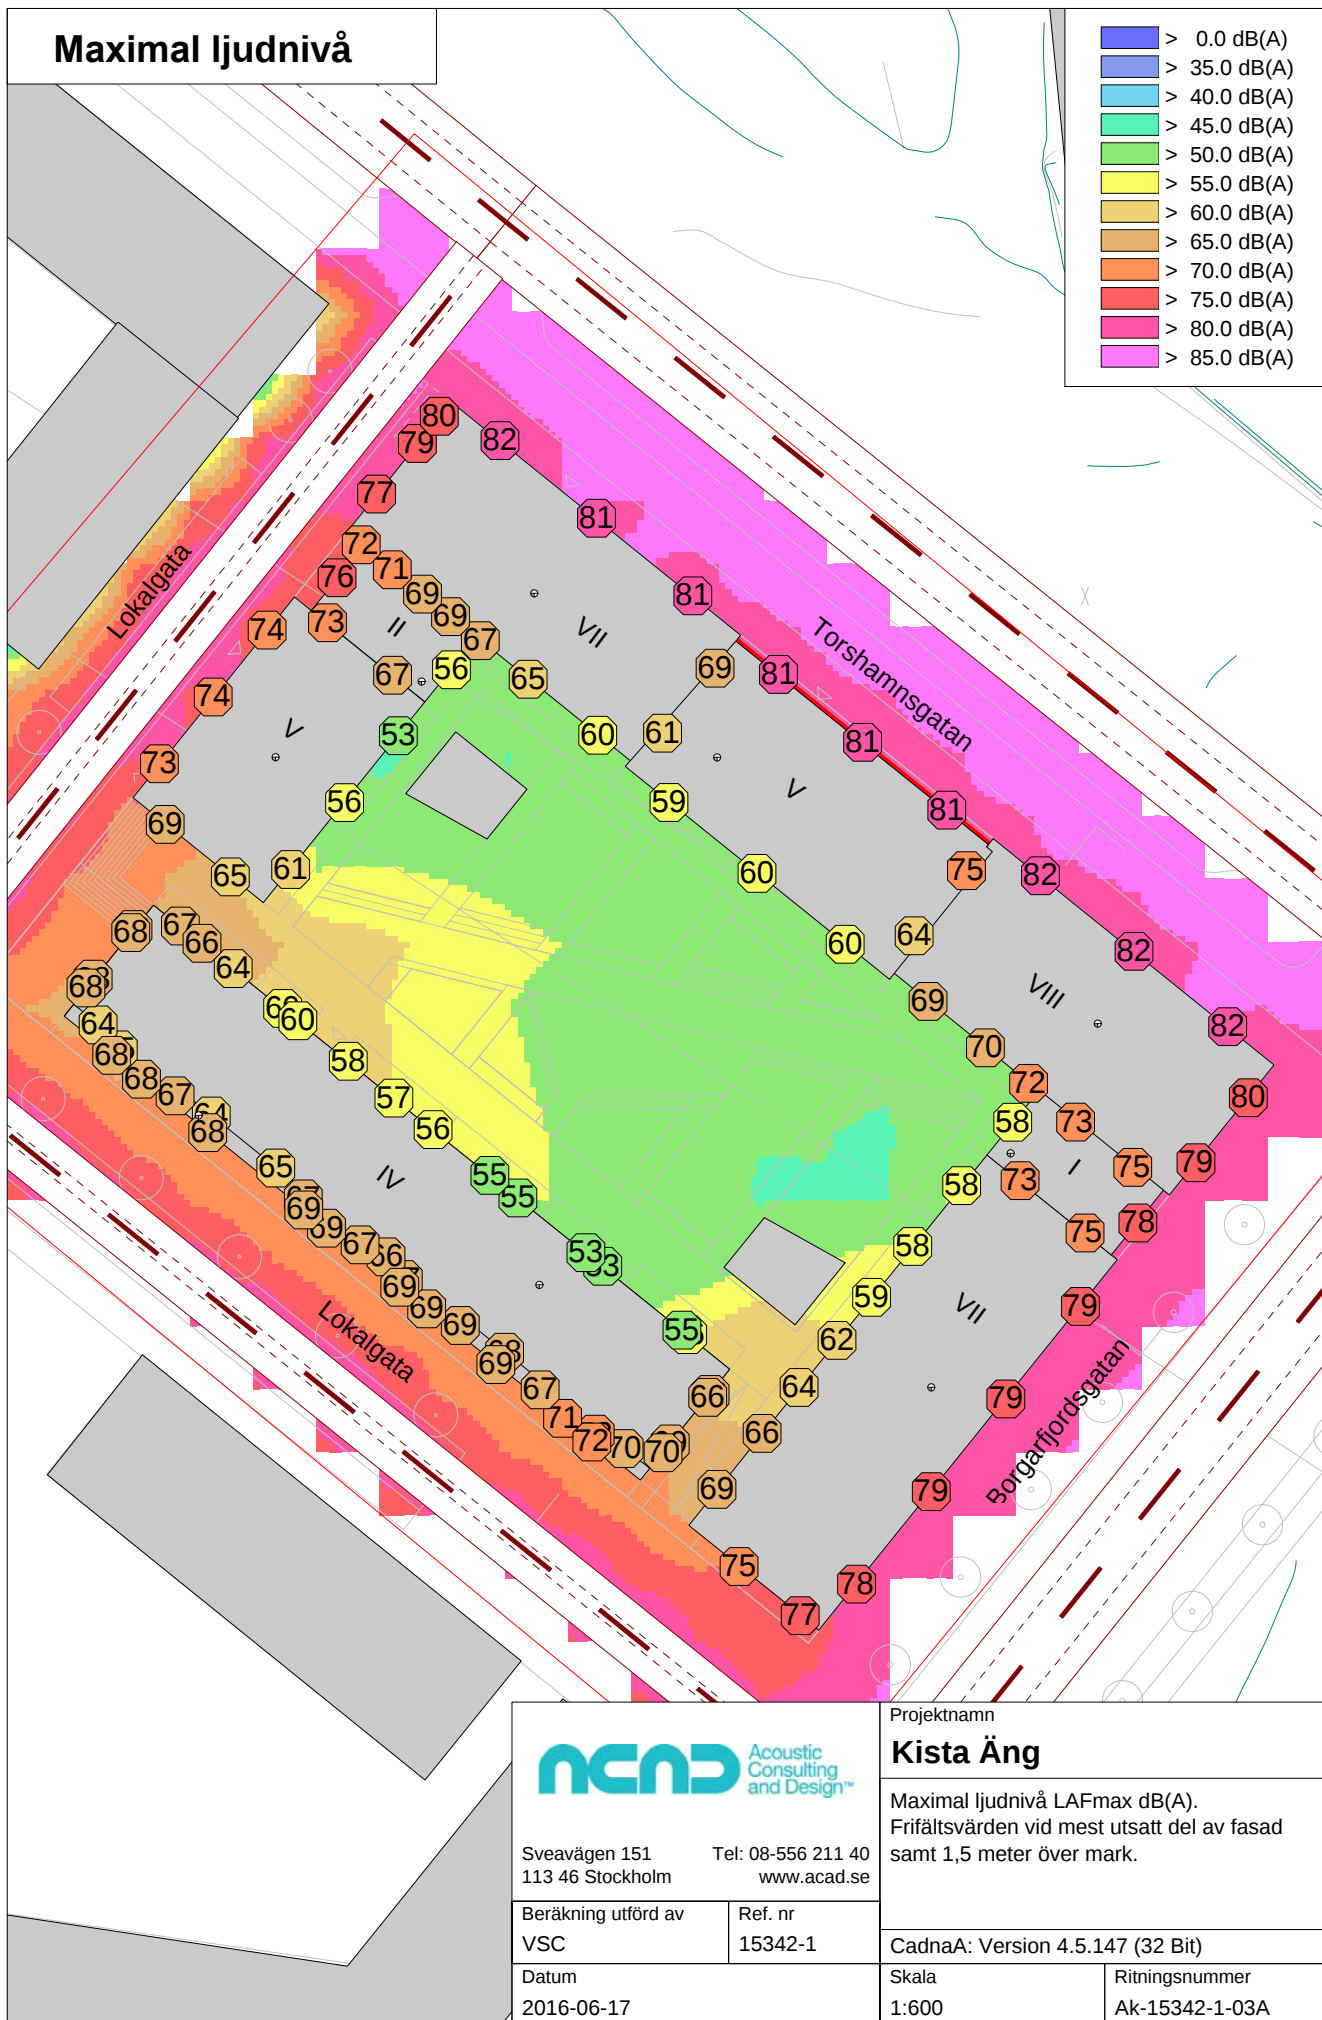 Maximal ljudnivå
> 0.0 dB(A)
> 35.0 dB(A)
> 40.0 dB(A)
> 45.0 dB(A)
> 50.0 dB(A)
> 55.0 dB(A)
> 60.0 dB(A)
> 65.0 dB(A)
> 70.0 dB(A)
> 75.0 dB(A)
> 80.0 dB(A)
> 85.0 dB(A)
80
82
79
77
81
72
71
76
69
81
69
73
74
II
VII
67
Torshamnsgatan
Lokalgata
56
65
67
69
81
74
53
60
61
81
V
73
56
59
V
81
69
61
60
75
82
65
64
82
67
68
66
60
64
VIII
68
69
60
82
64
58
70
68
68
57
72
80
67
56
58
73
68
65
55
75
79
IV
55
58
73
I
69
78
69
67
53
58
75
66
59
VII
79
69
69
Lokalgata
69
55
62
69
67
64
79
66
Borgarfjordsgatan
71
72
70
70
66
69
79
75
78
77
ACAD
Acoustic
Consulting
and Design™
Sveavägen 151
Tel: 08-556 211 40
113 46 Stockholm
www.acad.se
Projektnamn
Kista Äng
Maximal ljudnivå LAFmax dB(A).
Frifältsvärden vid mest utsatt del av fasad
samt 1,5 meter över mark.
Beräkning utförd av
VSC
Ref. nr
15342-1
CadnaA: Version 4.5.147 (32 Bit)
Datum
2016-06-17
Skala
1:600
Ritningsnummer
Ak-15342-1-03A